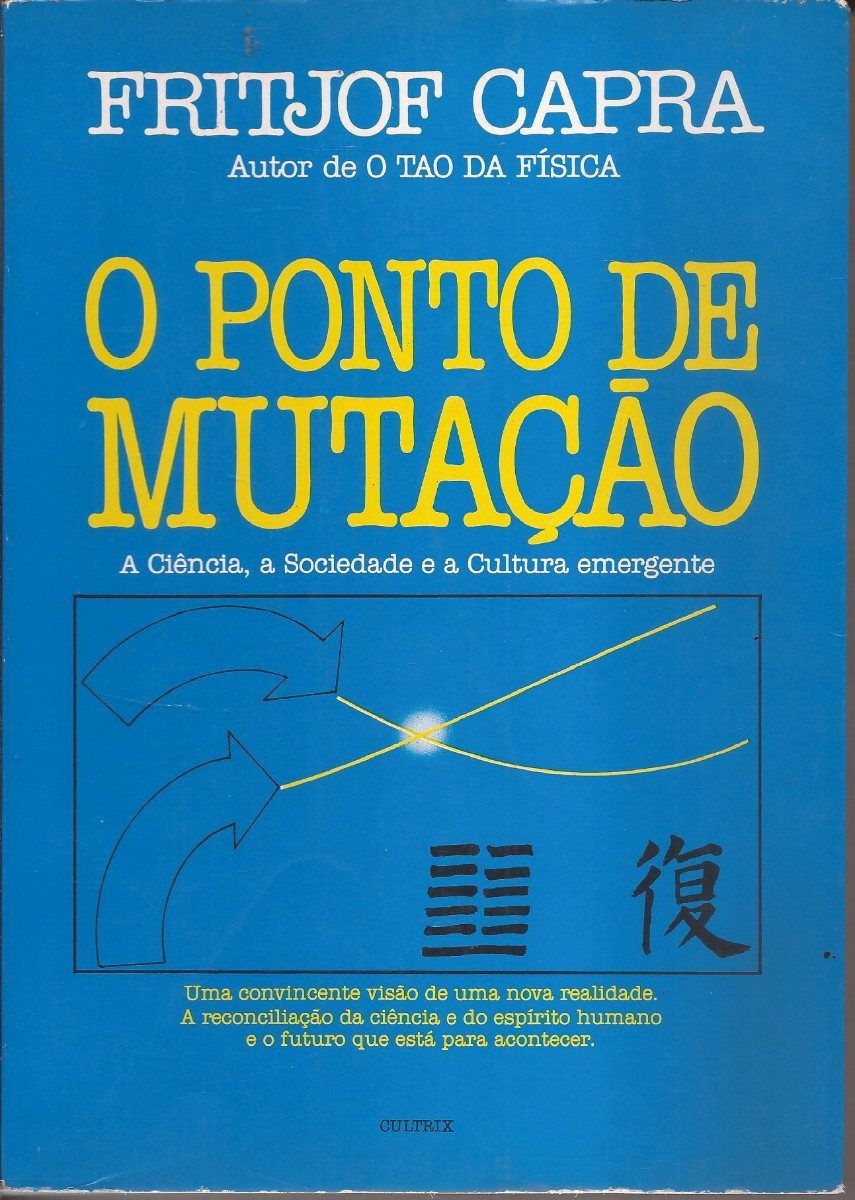 FRITJOF CAPRA
Autor de O TAO DA FÍSICA
O PONTO DE
MUTAÇÃO
A Ciência, a Sociedade e a Cultura emergente
復
Uma convincente visão de uma nova realidade.
A reconciliação da ciência e do espírito humano
e o futuro que está para acontecer.
CULTRIX